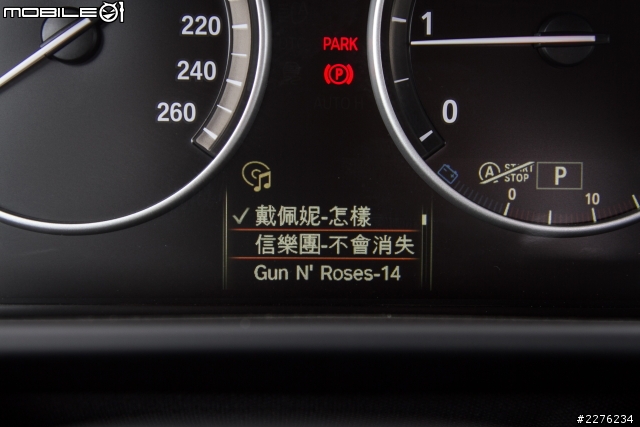 MOBILE01
220
240
260
PARK
P
1
0
A START STOP
P
0
10
戴佩妮-怎樣
信樂團-不會消失
Gun N' Roses-14
#2276234